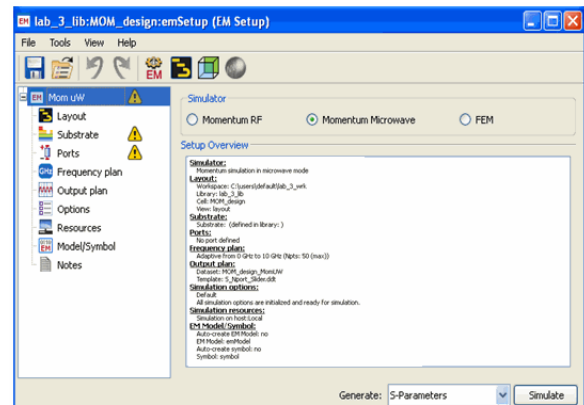 EM lab_3_lib:MOM_design:emSetup (EM Setup)
File Tools View Help
EM
EM Mom uW
Layout
Substrate
Ports
GHz Frequency plan
Output plan
Options
Resources
EM Model/Symbol
Notes
Simulator
Momentum RF Momentum Microwave FEM
Setup Overview
Simulator:
Momentum simulation in microwave mode
Layout:
Workspace: C:\users\default\lab_3_wrk
Library: lab_3_lib
Cell: MOM_design
View: layout
Substrate:
Substrate: (defined in library: )
Ports:
No port defined
Frequency plan:
Adaptive from 0 GHz to 10 GHz (Npts: 50 (max))
Output plan:
Dataset: MOM_design_MomUW
Template: S_Nport_Slider.ddt
Simulation options:
Default
All simulation options are initialized and ready for simulation.
Simulation resources:
Simulation on host:Local
EM Model/Symbol:
Auto-create EM Model: no
EM Model: emModel
Auto-create symbol: no
Symbol: symbol
Generate: S-Parameters Simulate